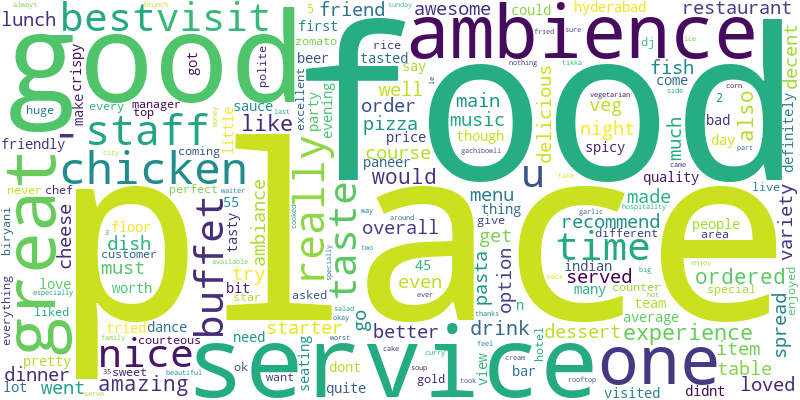 always
brunch
sunday
lunch
best
visit
friend
5
first
zomato
awesome
could
hyderabad
restaurant
dj
sure
ice
good
food
ambience
huge
make
crispy
got
polite
beer
tasted
rice
say
fried
nothing
tikka
fish
come
decent
every
manager
top
sauce
excellent
party
evening
well
order
pizza
price
main
music
though
delicious
veg
night
spicy
vegetarian
side
corn
2
bad
day
much
also
definitely
part
friendly
staff
like
little
last
money
city
coming
waiter
chicken
never
chef
perfect
tasty
55
ambiance
really
taste
course
paneer
would
u
le
gachibowli
came
take
quality
live
made
hospitality
garlic
variety
great
place
biryani
floor
3
dish
customer
must
buffet
cooked
way
around
give
two
overall
menu
thing
get
pasta
recommend
different
people
area
enjoy
time
indian
served
everything
love
especially
liked
worth
available
try
bit
star
asked
specially
go
45
even
ever
option
n
back
big
many
counter
hot
ordered
special
enjoyed
spread
tried
dance
starter
salad
okay
better
thanks
drink
team
average
dessert
experience
item
pretty
nice
courteous
need
seating
worst
feel
view
hotel
table
dinner
family
35
sweet
ok
want
dont
cake
curry
service
cream
bar
one
lot
went
amazing
serve
beautiful
quite
gold
soup
took
rooftop
visited
didnt
loved